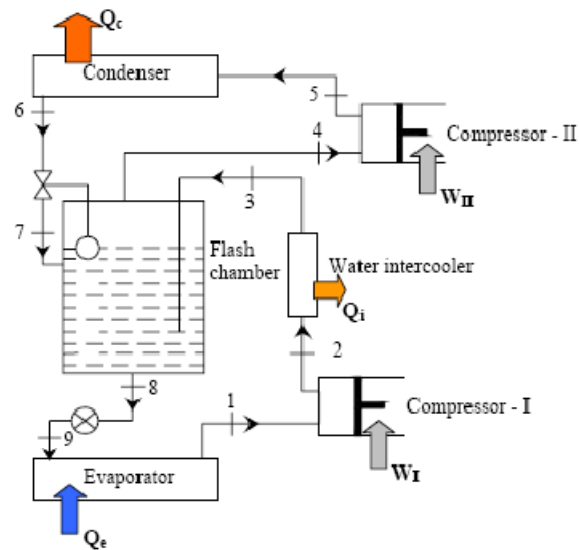 Qc
Condenser
6
5
4
Compressor - II
WII
3
7
Flash
chamber
Water intercooler
Qi
2
8
1
Compressor - I
9
Evaporator
WI
Qe